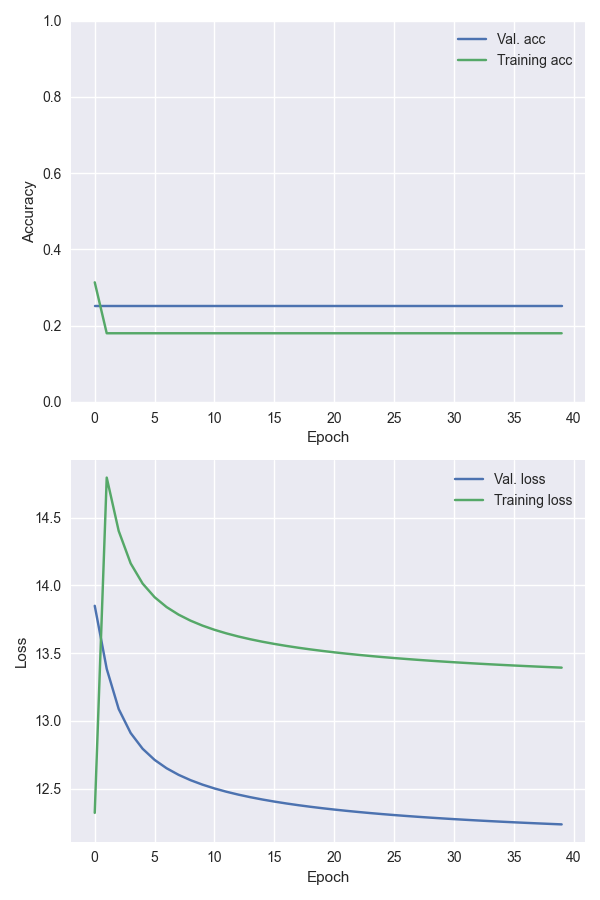 1.0
Val. acc
Training acc
0.8
0.6
Accuracy
0.4
0.2
0.0
0 5 10 15 20 25 30 35 40
Epoch
Val. loss
Training loss
14.5
14.0
13.5
Loss
13.0
12.5
0 5 10 15 20 25 30 35 40
Epoch